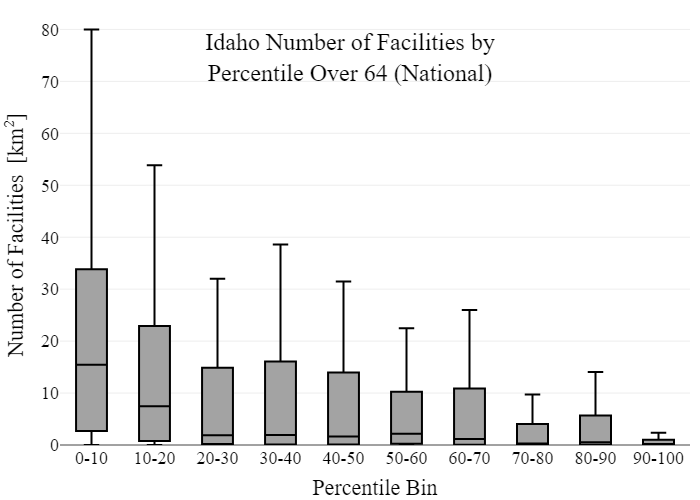 Idaho Number of Facilities by
Percentile Over 64 (National)
Number of Facilities [km²]
80
70
60
50
40
30
20
10
0
0-10 10-20 20-30 30-40 40-50 50-60 60-70 70-80 80-90 90-100
Percentile Bin